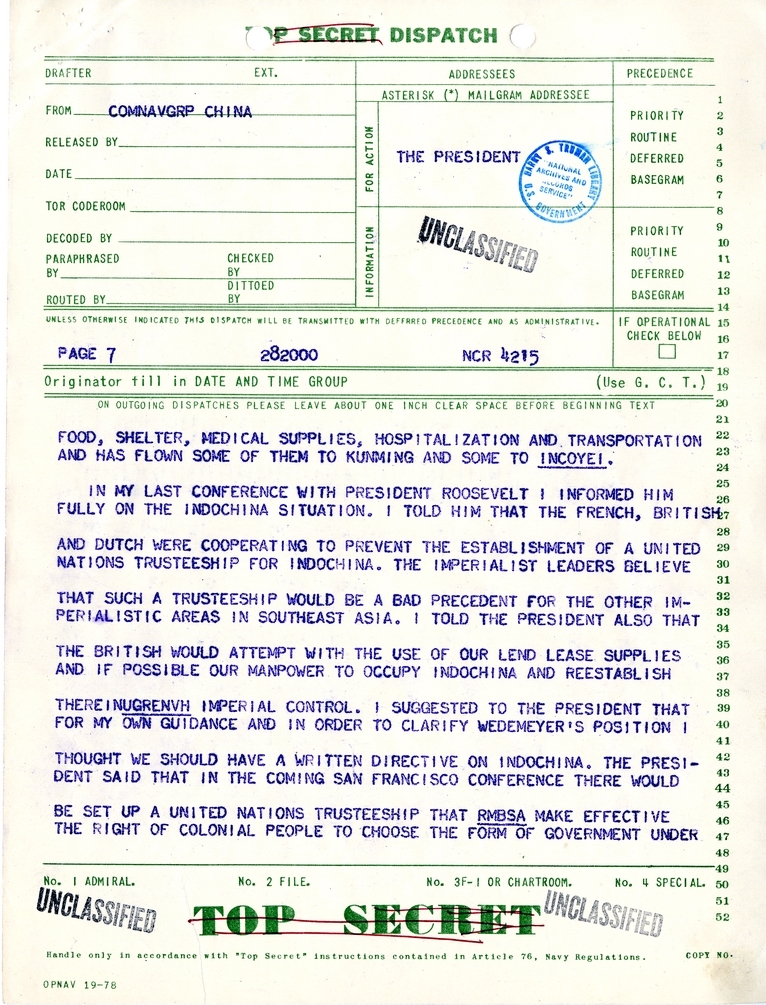 TOP SECRET DISPATCH
DRAFTER EXT. ADDRESSEES PRECEDENCE
ASTERISK (*) MAILGRAM ADDRESSEE
FROM COMNAVGRP CHINA
RELEASED BY
DATE
TOR CODEROOM
DECODED BY
PARAPHRASED BY CHECKED BY
DITTOED BY
ROUTED BY
FOR ACTION
THE PRESIDENT
HARRY S. TRUMAN LIBRARY
"NATIONAL
ARCHIVES AND
RECORDS
SERVICE"
U.S. GOVERNMENT
PRIORITY
ROUTINE
DEFERRED
BASEGRAM
INFORMATION
UNCLASSIFIED
PRIORITY
ROUTINE
DEFERRED
BASEGRAM
UNLESS OTHERWISE INDICATED THIS DISPATCH WILL BE TRANSMITTED WITH DEFERRED PRECEDENCE AND AS ADMINISTRATIVE.
IF OPERATIONAL
CHECK BELOW
PAGE 7 282000 NCR 4215
Originator fill in DATE AND TIME GROUP (Use G. C. T.)
ON OUTGOING DISPATCHES PLEASE LEAVE ABOUT ONE INCH CLEAR SPACE BEFORE BEGINNING TEXT
1
2
3
4
5
6
7
8
9
10
11
12
13
14
15
16
17
18
19
20
21
22
23
24
25
26
27
28
29
30
31
32
33
34
35
36
37
38
39
40
41
42
43
44
45
46
47
48
49
50
51
52
FOOD, SHELTER, MEDICAL SUPPLIES, HOSPITALIZATION AND TRANSPORTATION
AND HAS FLOWN SOME OF THEM TO KUNMING AND SOME TO INCOYEI.
IN MY LAST CONFERENCE WITH PRESIDENT ROOSEVELT I INFORMED HIM
FULLY ON THE INDOCHINA SITUATION. I TOLD HIM THAT THE FRENCH, BRITISH
AND DUTCH WERE COOPERATING TO PREVENT THE ESTABLISHMENT OF A UNITED
NATIONS TRUSTEESHIP FOR INDOCHINA. THE IMPERIALIST LEADERS BELIEVE
THAT SUCH A TRUSTEESHIP WOULD BE A BAD PRECEDENT FOR THE OTHER IM-
PERIALISTIC AREAS IN SOUTHEAST ASIA. I TOLD THE PRESIDENT ALSO THAT
THE BRITISH WOULD ATTEMPT WITH THE USE OF OUR LEND LEASE SUPPLIES
AND IF POSSIBLE OUR MANPOWER TO OCCUPY INDOCHINA AND REESTABLISH
THEREINUGRENVH IMPERIAL CONTROL. I SUGGESTED TO THE PRESIDENT THAT
FOR MY OWN GUIDANCE AND IN ORDER TO CLARIFY WEDEMEYER'S POSITION I
THOUGHT WE SHOULD HAVE A WRITTEN DIRECTIVE ON INDOCHINA. THE PRESI-
DENT SAID THAT IN THE COMING SAN FRANCISCO CONFERENCE THERE WOULD
BE SET UP A UNITED NATIONS TRUSTEESHIP THAT RMBSA MAKE EFFECTIVE
THE RIGHT OF COLONIAL PEOPLE TO CHOOSE THE FORM OF GOVERNMENT UNDER
No. 1 ADMIRAL. No. 2 FILE. No. 3F-1 OR CHARTROOM. No. 4 SPECIAL.
UNCLASSIFIED TOP SECRET UNCLASSIFIED
Handle only in accordance with "Top Secret" instructions contained in Article 76, Navy Regulations. COPY NO.
OPNAV 19-78